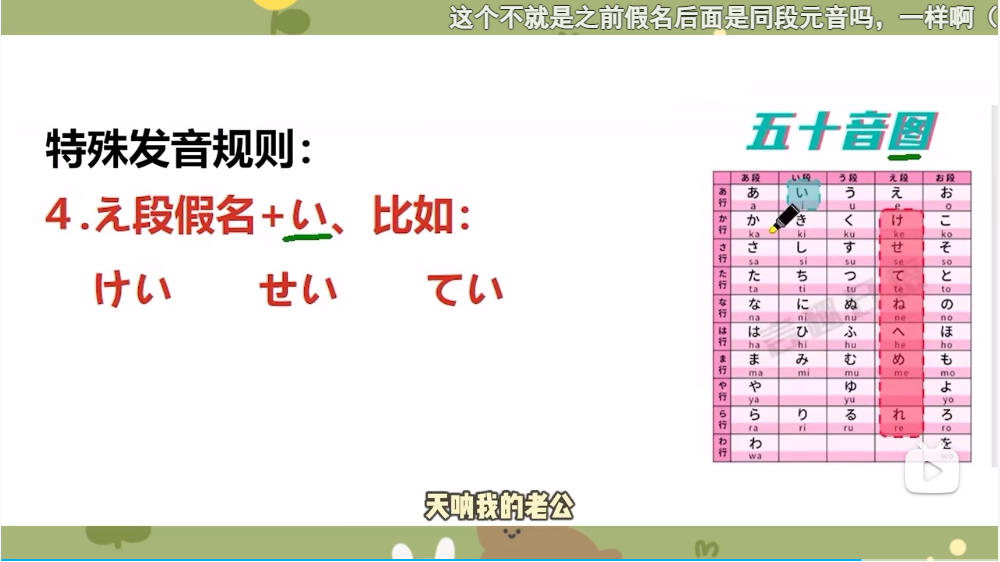 这个不就是之前假名后面是同段元音吗，一样啊（
特殊发音规则：
４.え段假名+い、比如：
けい せい てい
五十音图
あ段 い段 う段 え段 お段
あ行 あ い う え お
a i u e o
か行 か き く け こ
ka ki ku ke ko
さ行 さ し す せ そ
sa si su se so
た行 た ち つ て と
ta ti tu te to
な行 な に ぬ ね の
na ni nu ne no
は行 は ひ ふ へ ほ
ha hi hu he ho
ま行 ま み む め も
ma mi mu me mo
や行 や ゆ よ
ya yu yo
ら行 ら り る れ ろ
ra ri ru re ro
わ行 わ を
wa wo
天呐我的老公